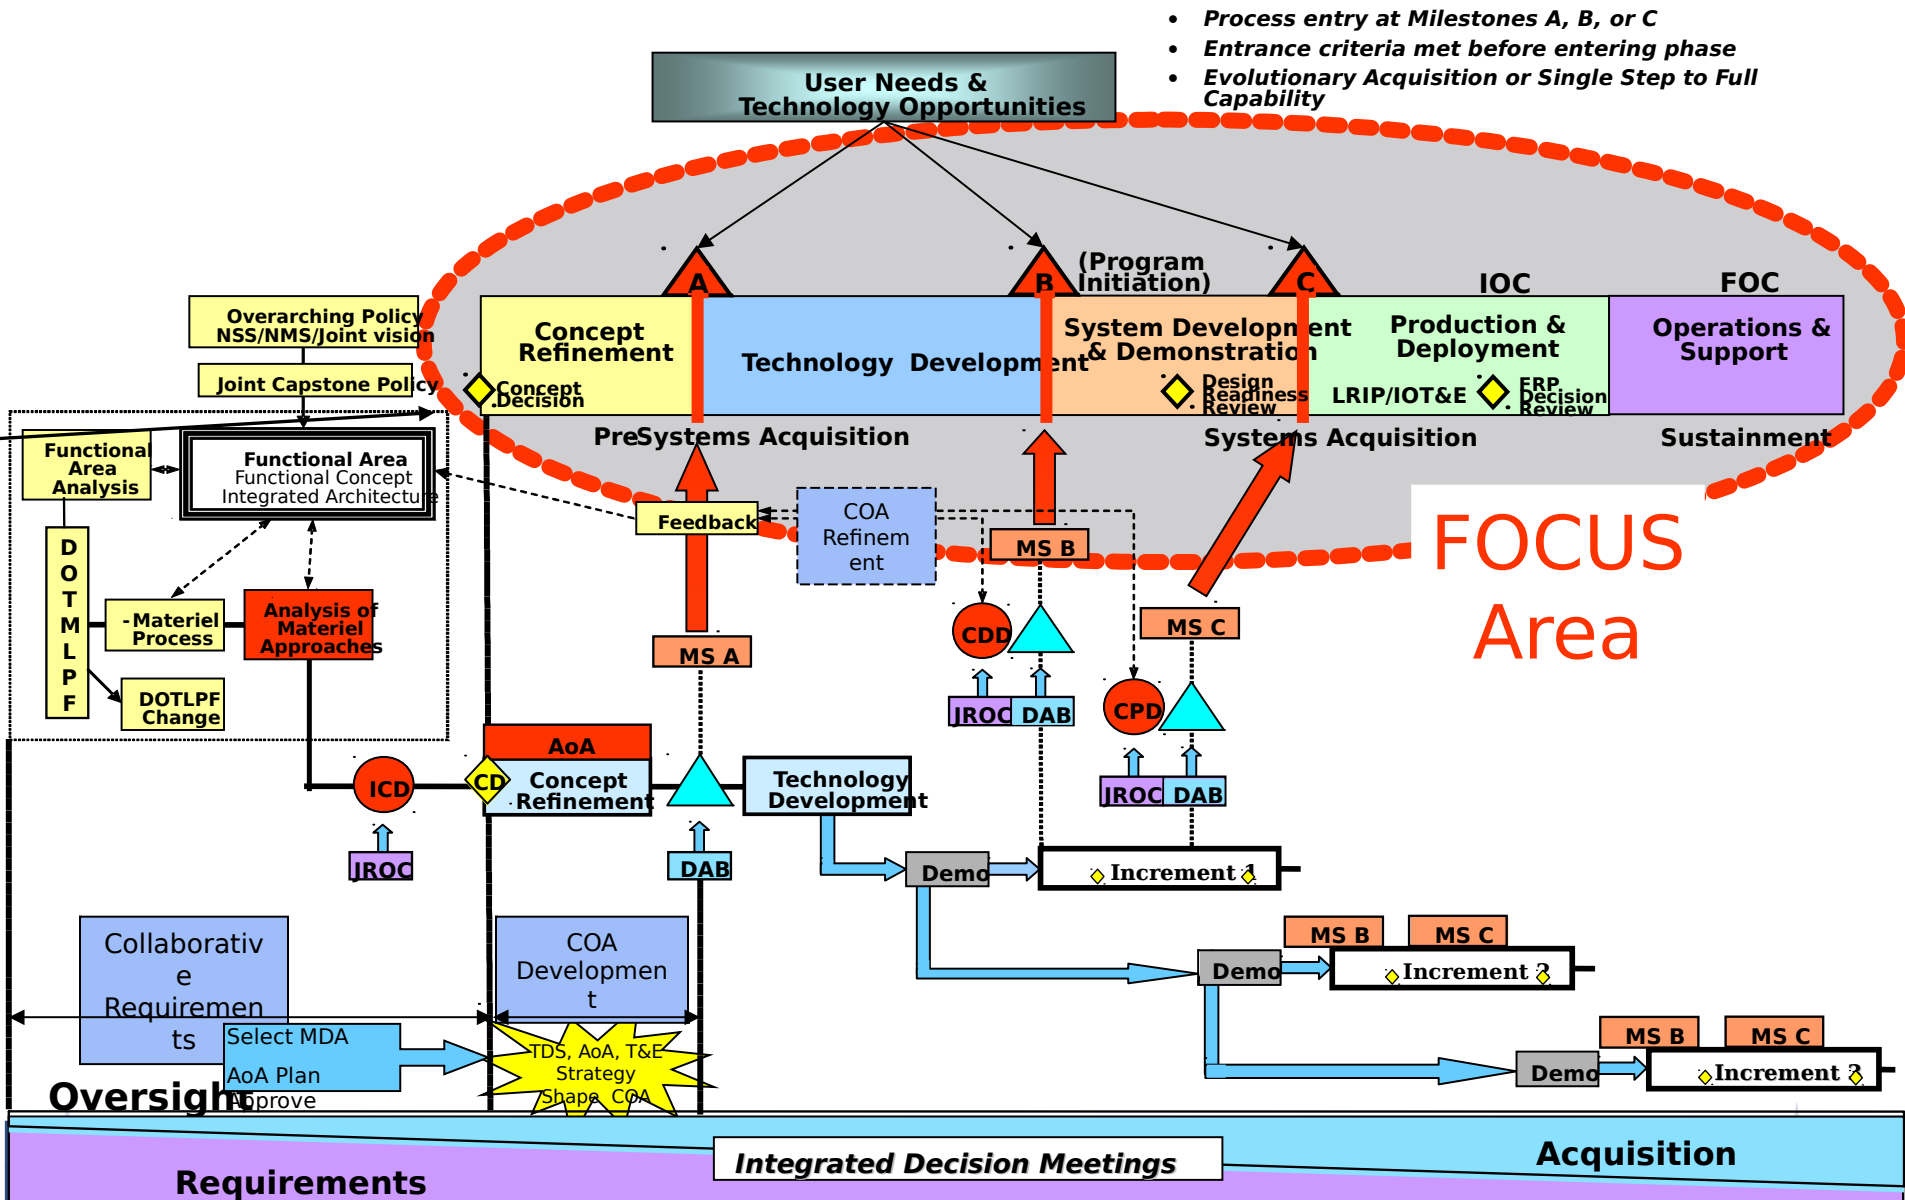 • Process entry at Milestones A, B, or C
• Entrance criteria met before entering phase
• Evolutionary Acquisition or Single Step to Full
Capability
User Needs &
Technology Opportunities
A
B
(Program
Initiation)
C
IOC
FOC
Overarching Policy
NSS/NMS/Joint vision
Joint Capstone Policy
Concept
Refinement
Concept
Decision
Technology Development
System Development
& Demonstration
Design
Readiness
Review
Production &
Deployment
LRIP/IOT&E
FRP
Decision
Review
Operations &
Support
PreSystems Acquisition
Systems Acquisition
Sustainment
Functional
Area
Analysis
Functional Area
Functional Concept
Integrated Architecture
Feedback
COA
Refinem
ent
MS B
FOCUS
Area
D
O
T
M
L
P
F
- Materiel
Process
Analysis of
Materiel
Approaches
DOTLPF
Change
MS A
CDD
MS C
JROC
DAB
CPD
JROC
DAB
AoA
ICD
CD
Concept
Refinement
Technology
Development
JROC
DAB
Demo
Increment 1
Collaborativ
e
Requiremen
ts
COA
Developmen
t
MS B
MS C
Demo
Increment 2
Select MDA
AoA Plan
Approve
TDS, AoA, T&E
Strategy
Shape COA
MS B
MS C
Demo
Increment 3
Oversight
Integrated Decision Meetings
Acquisition
Requirements